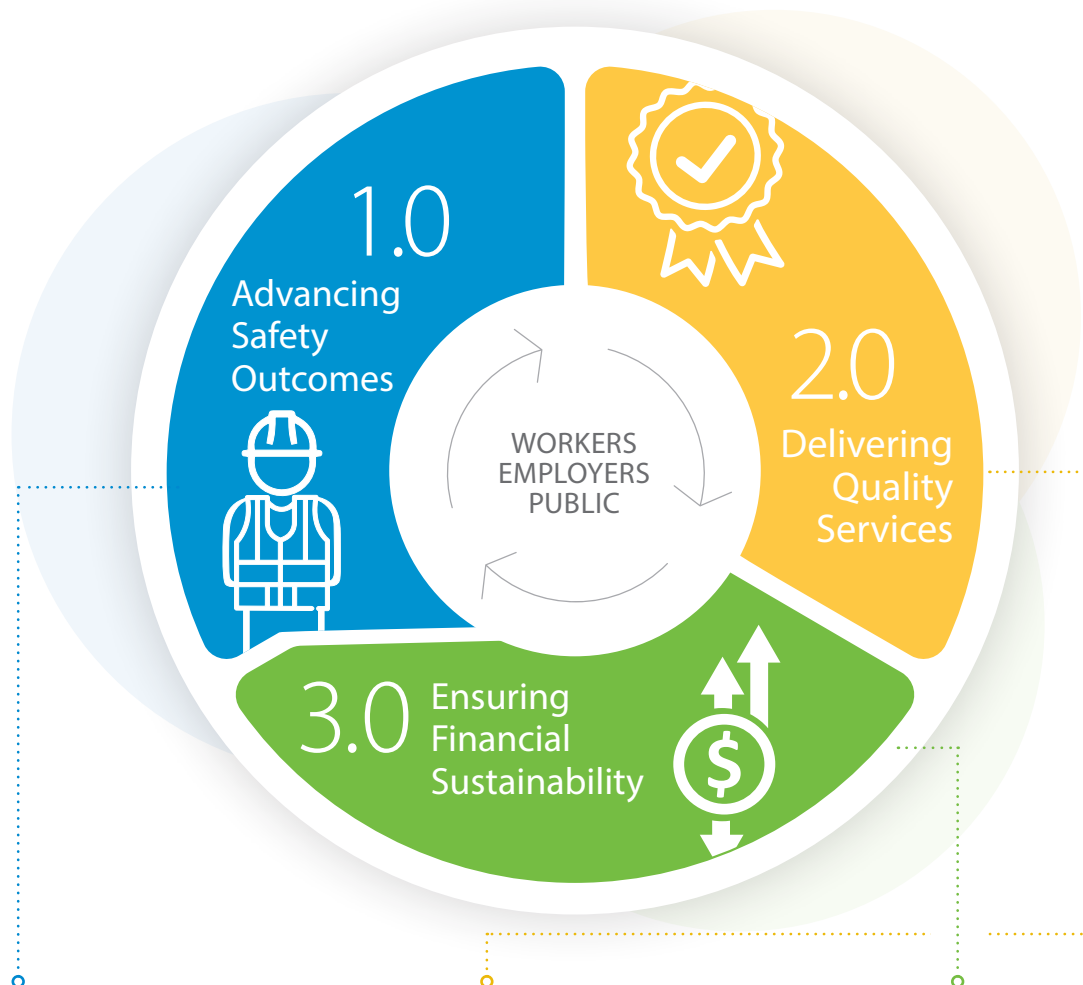 1.0
Advancing
Safety
Outcomes
2.0
Delivering
Quality
Services
WORKERS
EMPLOYERS
PUBLIC
3.0
Ensuring
Financial
Sustainability
$